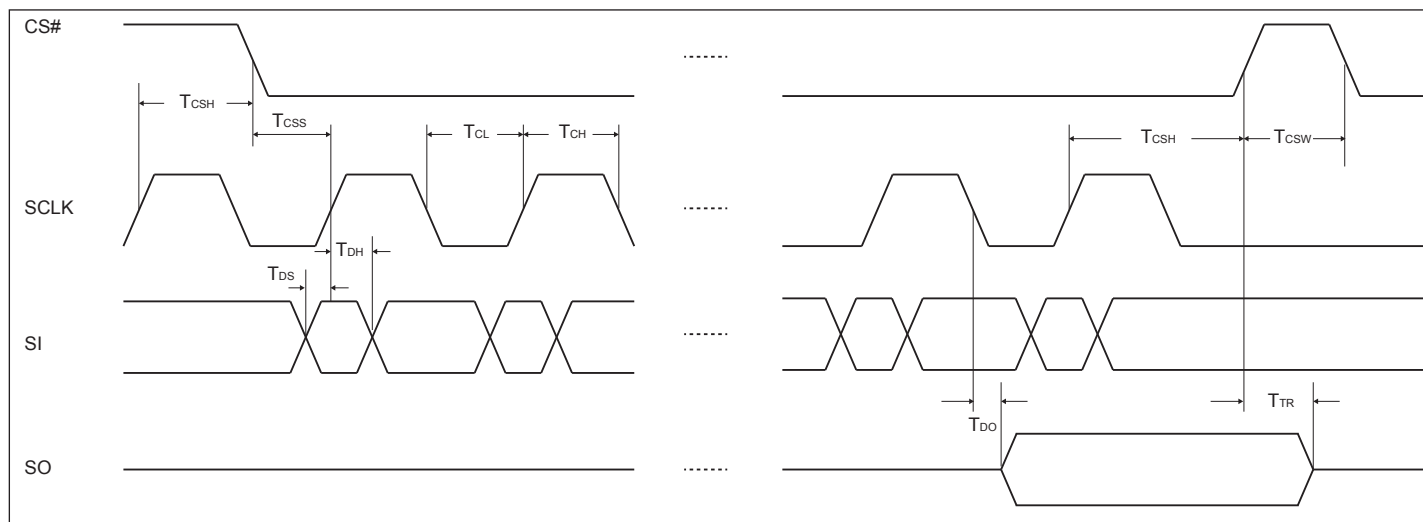 CS#
TCSH
TCSS
TCL
TCH
TCSH
TCSW
SCLK
TDH
TDS
SI
TTR
TDO
SO